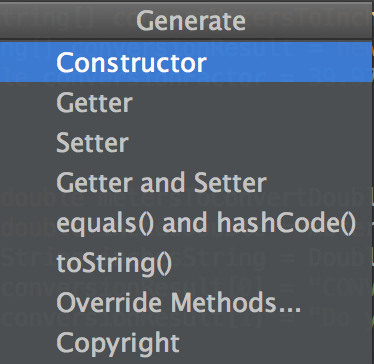 Generate
Constructor
Getter
Setter
Getter and Setter
equals() and hashCode()
toString()
Override Methods...
Copyright